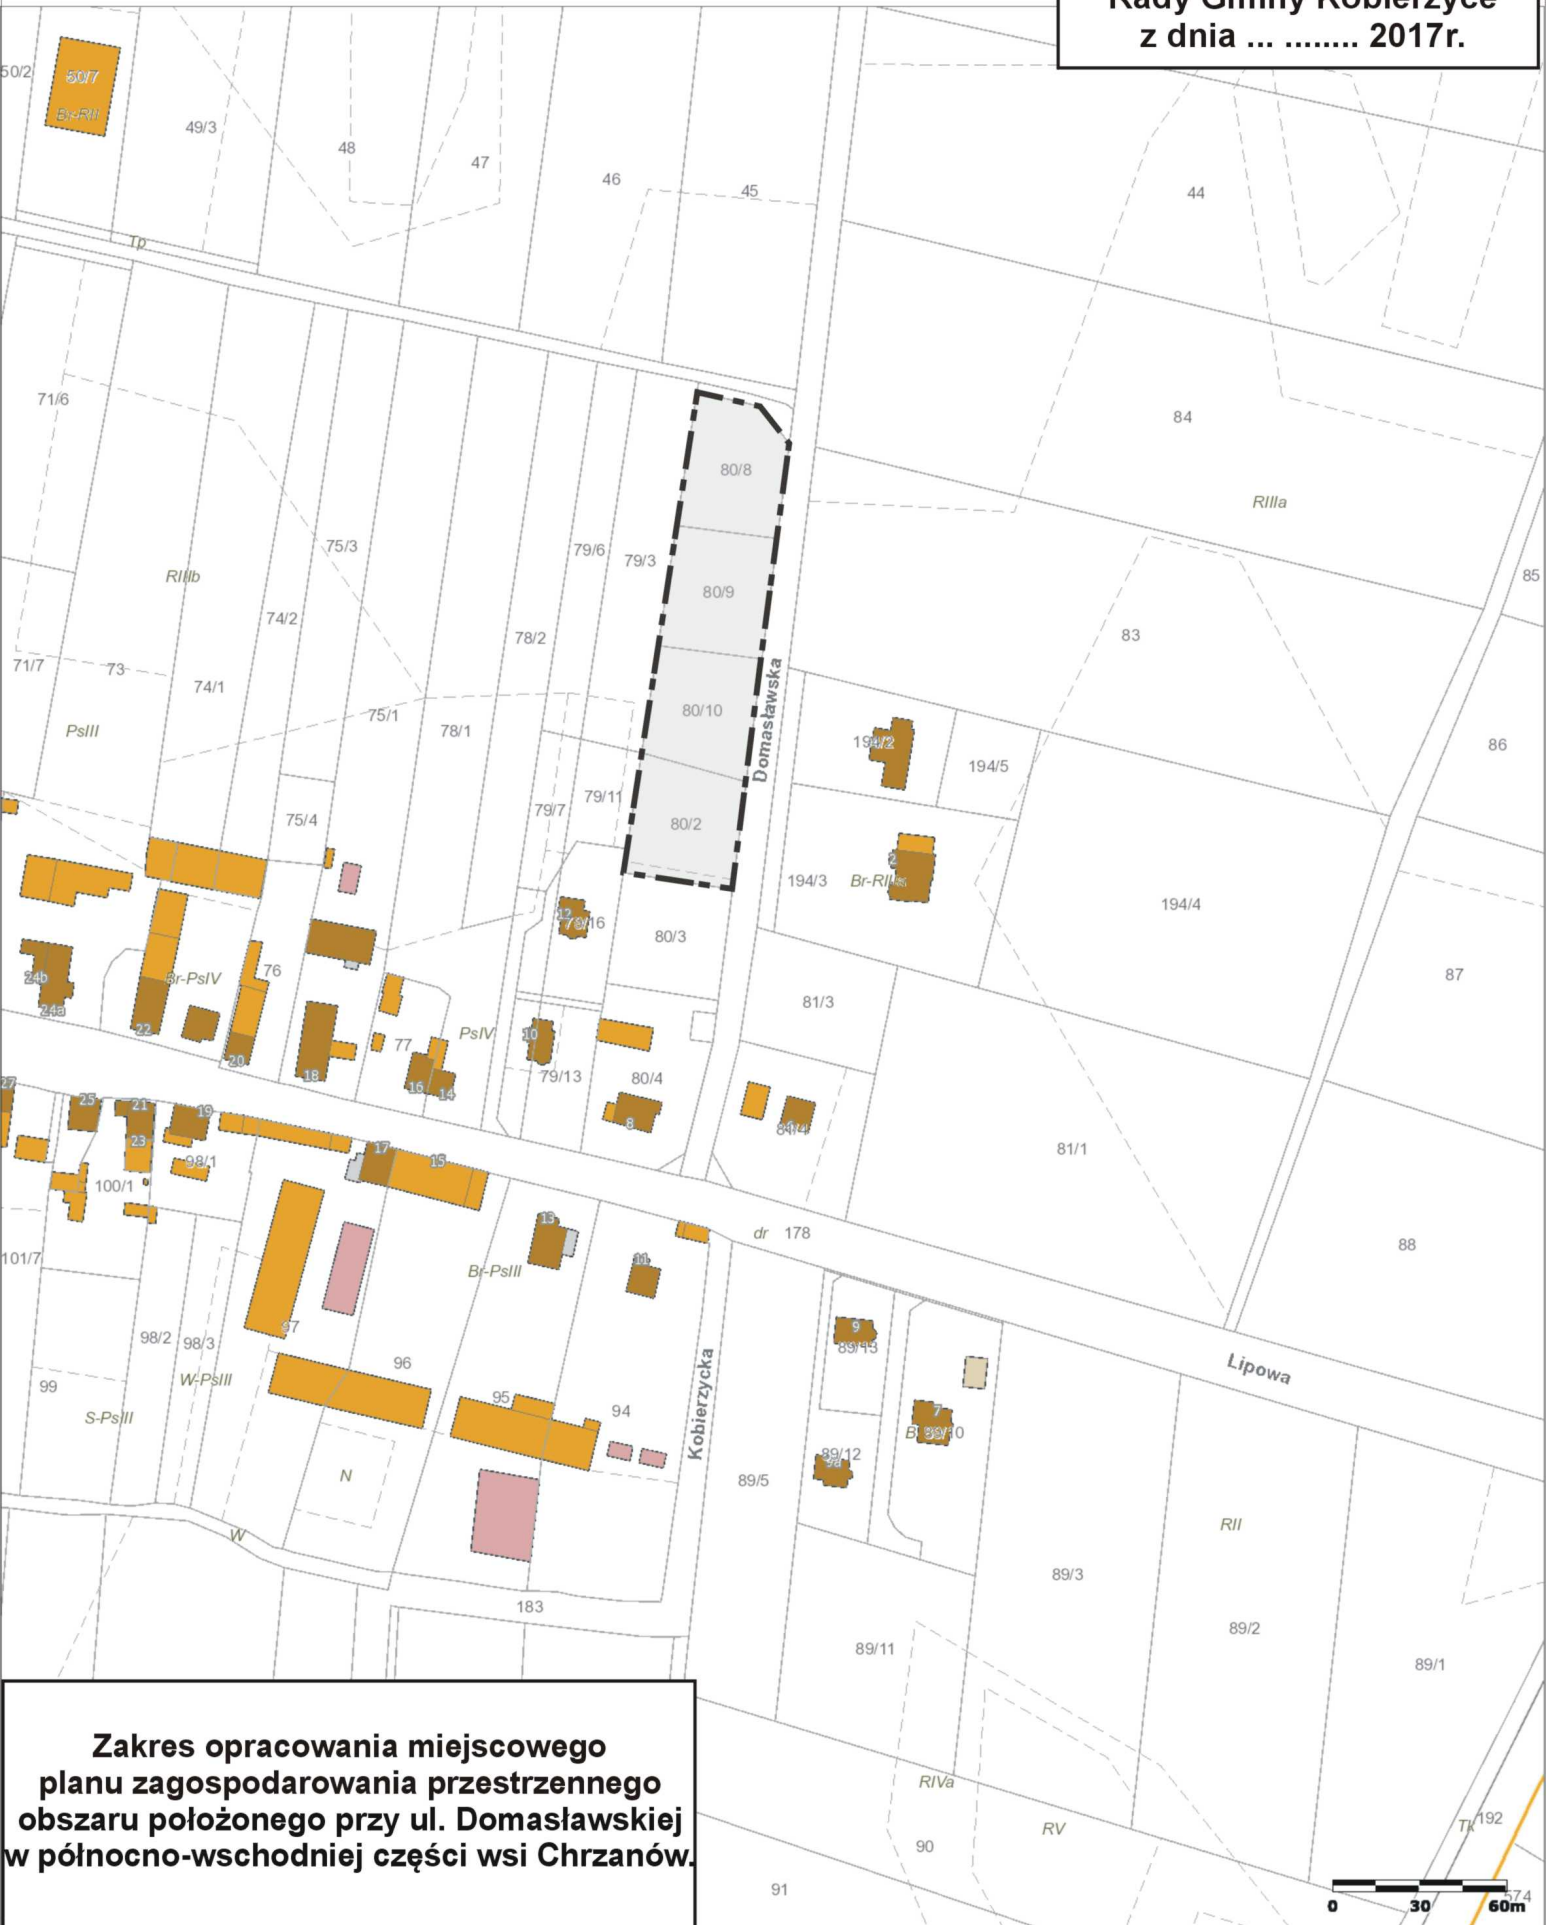 Rady Gminy Kobierzyce
z dnia ... ........ 2017r.
50/2
50/7
Br-RII
49/3
48
47
46
45
44
Tp
71/6
84
80/8
RIIIa
75/3
79/6
79/3
85
RIIIb
80/9
74/2
78/2
83
71/7
73
74/1
80/10
Domasławska
75/1
78/1
PsIII
194/2
86
194/5
79/11
79/7
75/4
80/2
2
194/3
194/4
12
79/16
80/3
76
Br-PsIV
24b
87
81/3
24a
22
PsIV
10
77
20
18
79/13
80/4
27
16
14
25
21
19
8
81/4
23
17
81/1
98/1
15
100/1
13
dr
178
88
101/7
11
Br-PsIII
97
9
98/2
98/3
89/13
96
Lipowa
W-PsIII
99
95
Kobierzycka
94
7
S-PsIII
89/10
89/12
9a
N
89/5
RII
W
89/3
183
89/2
89/11
89/1
Zakres opracowania miejscowego
planu zagospodarowania przestrzennego
obszaru położonego przy ul. Domasławskiej
w północno-wschodniej części wsi Chrzanów.
RIVa
192
Tk
RV
90
91
574
0 30 60m